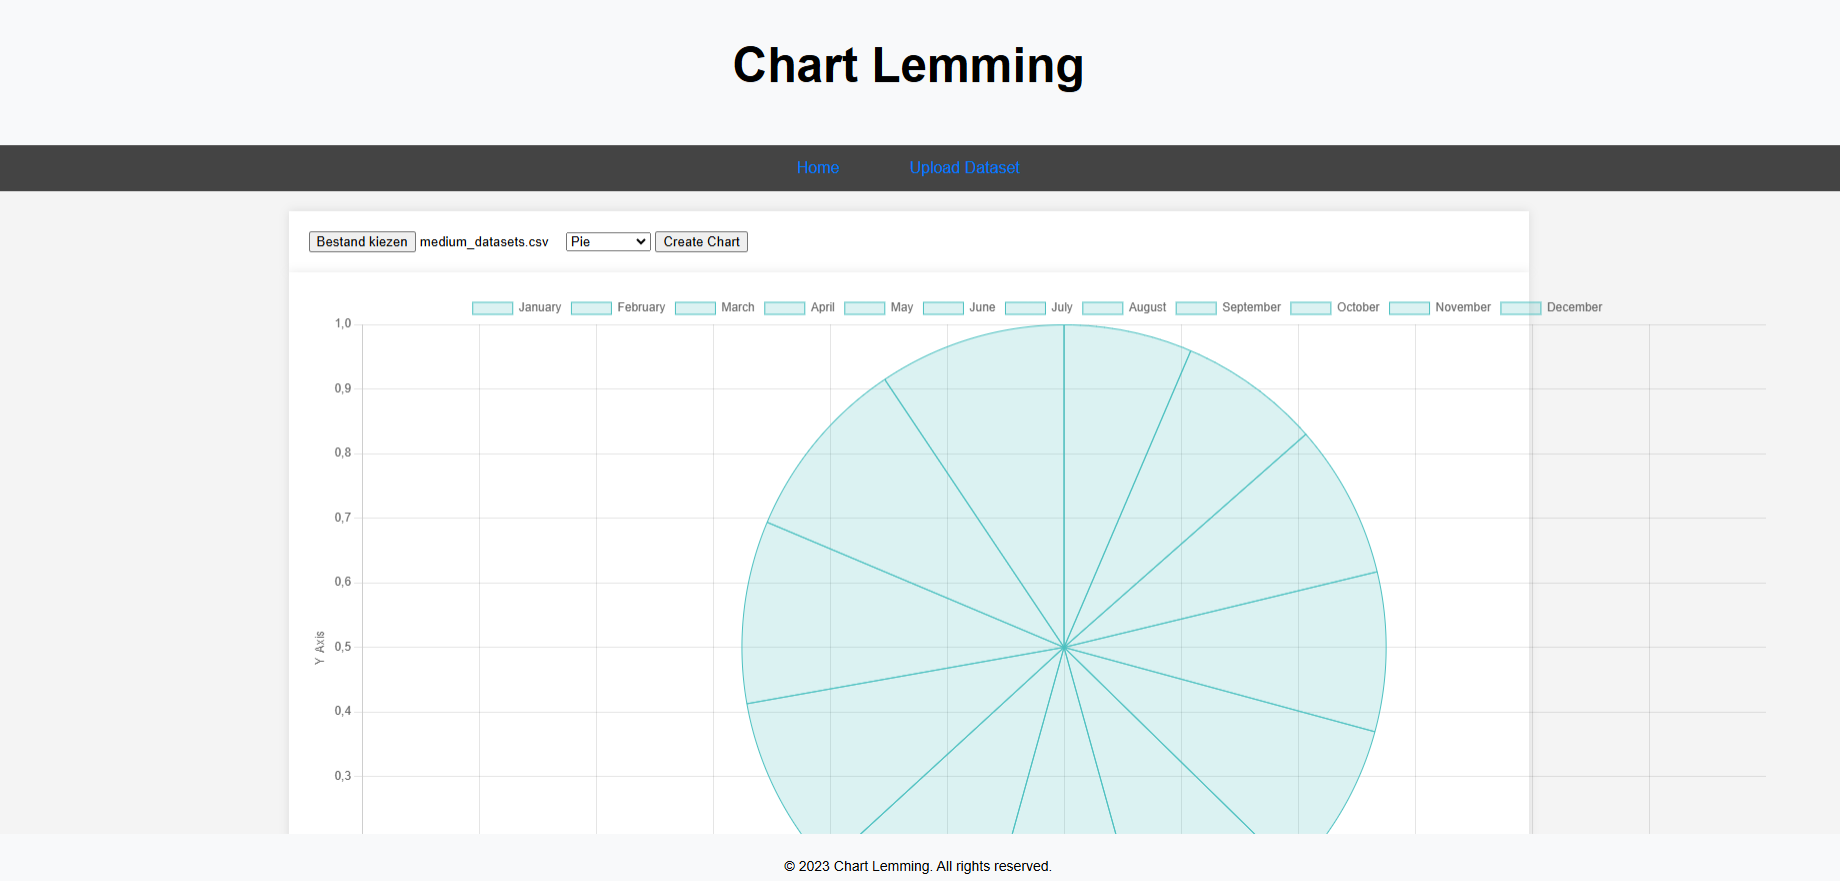 Chart Lemming
Home Upload Dataset
Bestand kiezen medium_datasets.csv Pie Create Chart
January February March April May June July August September October November December
1,0
0,9
0,8
0,7
0,6
Y Axis
0,5
0,4
0,3
© 2023 Chart Lemming. All rights reserved.